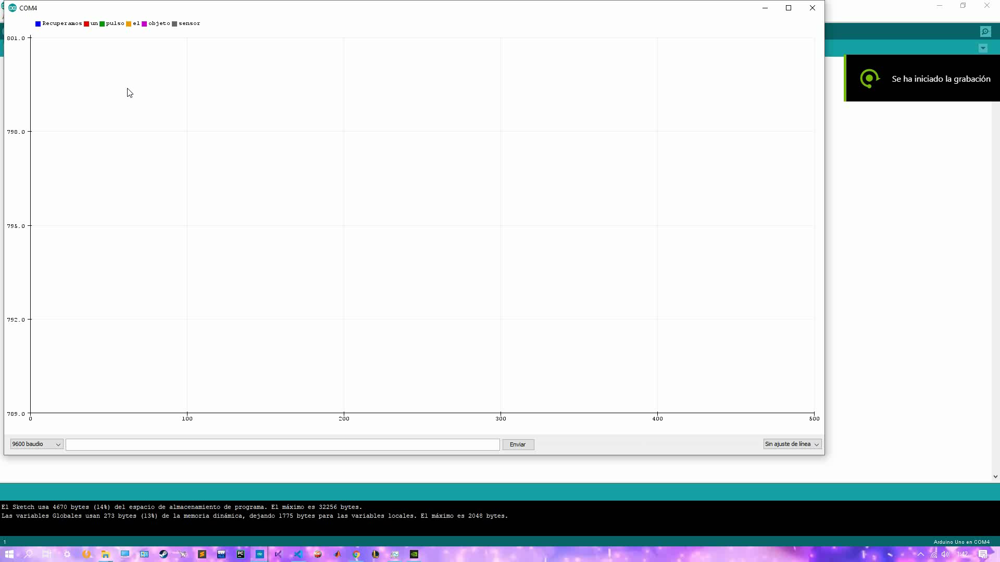 COM4
Recuperamos un pulso el objeto sensor
801.0
798.0
795.0
792.0
789.0
0 100 200 300 400 500
9600 baudio
Enviar
Sin ajuste de línea
Se ha iniciado la grabación
El Sketch usa 4670 bytes (14%) del espacio de almacenamiento de programa. El máximo es 32256 bytes.
Las variables Globales usan 273 bytes (13%) de la memoria dinámica, dejando 1775 bytes para las variables locales. El máximo es 2048 bytes.
1
Arduino Uno en COM4
DEV
PC
1:42